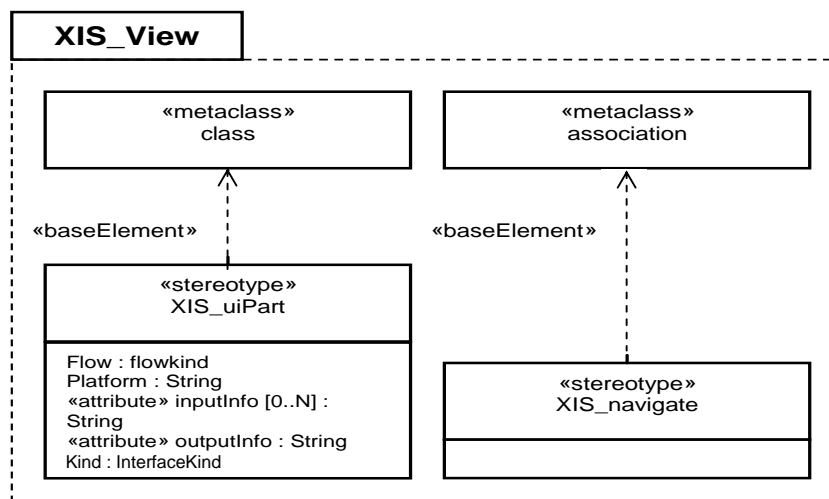 XIS_View
«metaclass»
class
«metaclass»
association
«baseElement»
«baseElement»
«stereotype»
XIS_uiPart
Flow : flowkind
Platform : String
«attribute» inputInfo [0..N] :
String
«attribute» outputInfo : String
Kind : InterfaceKind
«stereotype»
XIS_navigate